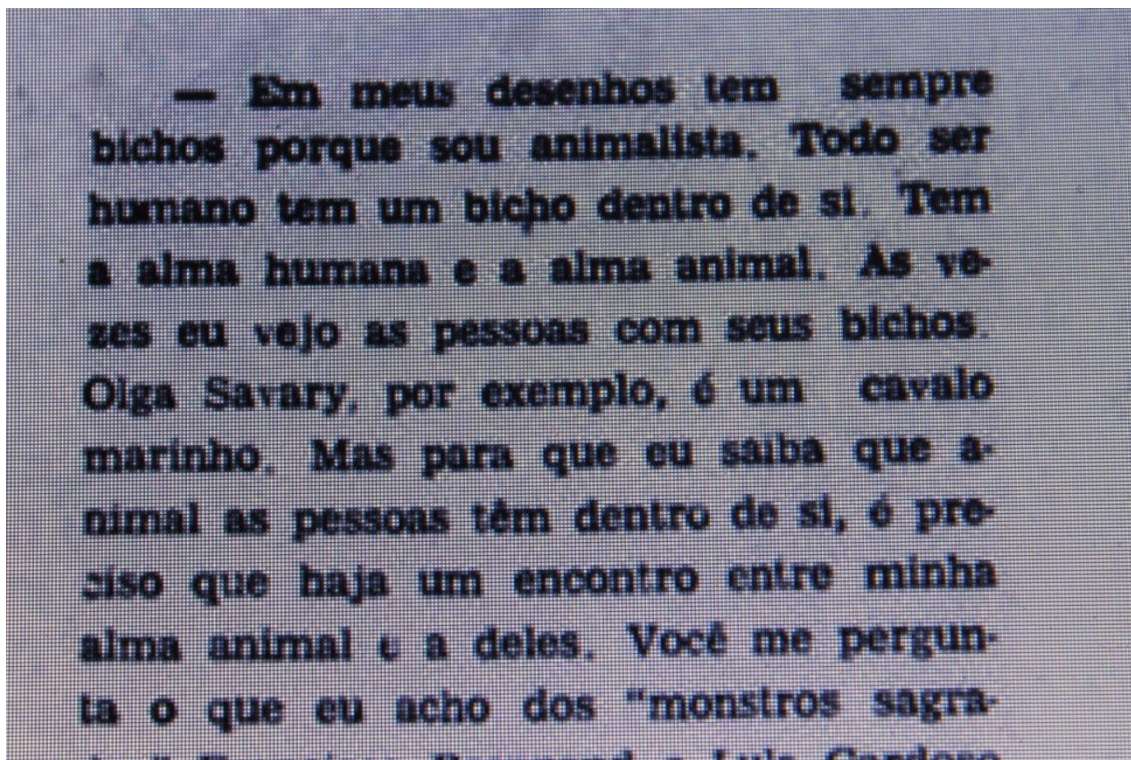 — Em meus desenhos tem sempre
bichos porque sou animalista. Todo ser
humano tem um bicho dentro de si. Tem
a alma humana e a alma animal. Às vê-
zes eu vejo as pessoas com seus bichos.
Olga Savary, por exemplo, é um cavalo
marinho. Mas para que eu saiba que a-
nimal as pessoas têm dentro de si, é pre-
ciso que haja um encontro entre minha
alma animal e a deles. Você me pergun-
ta o que eu acho dos "monstros sagra-